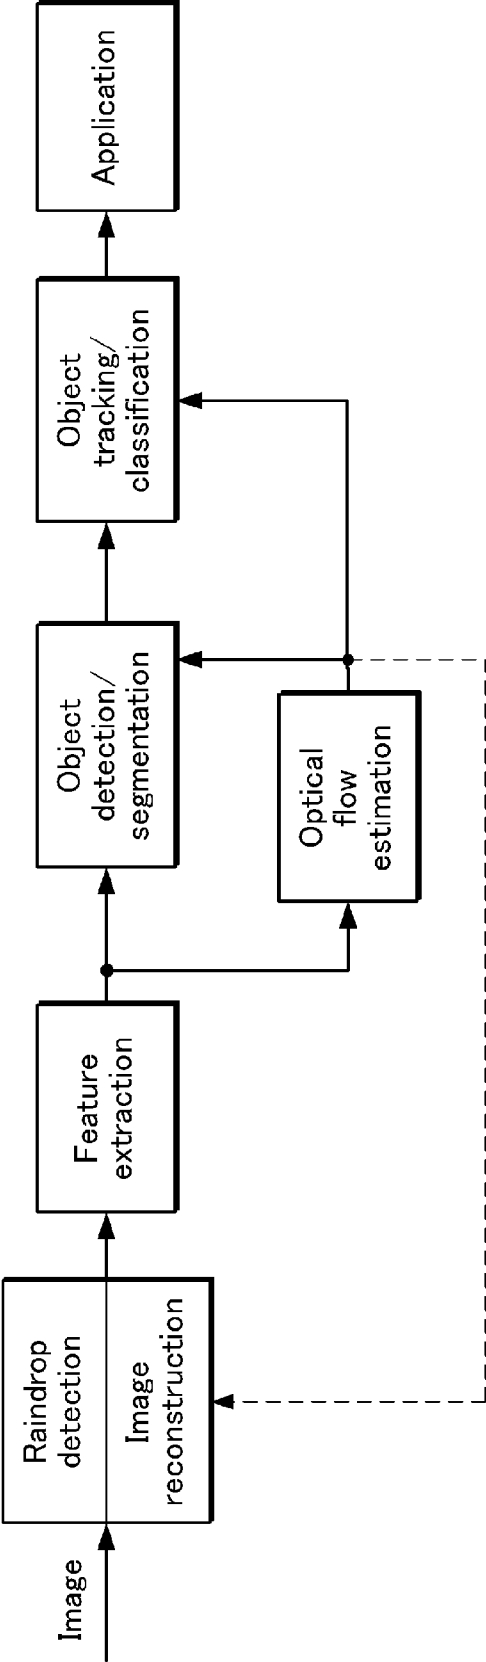 Image
Raindrop
detection
Image
reconstruction
Feature
extraction
Object
detection/
segmentation
Optical
flow
estimation
Object
tracking/
classification
Application